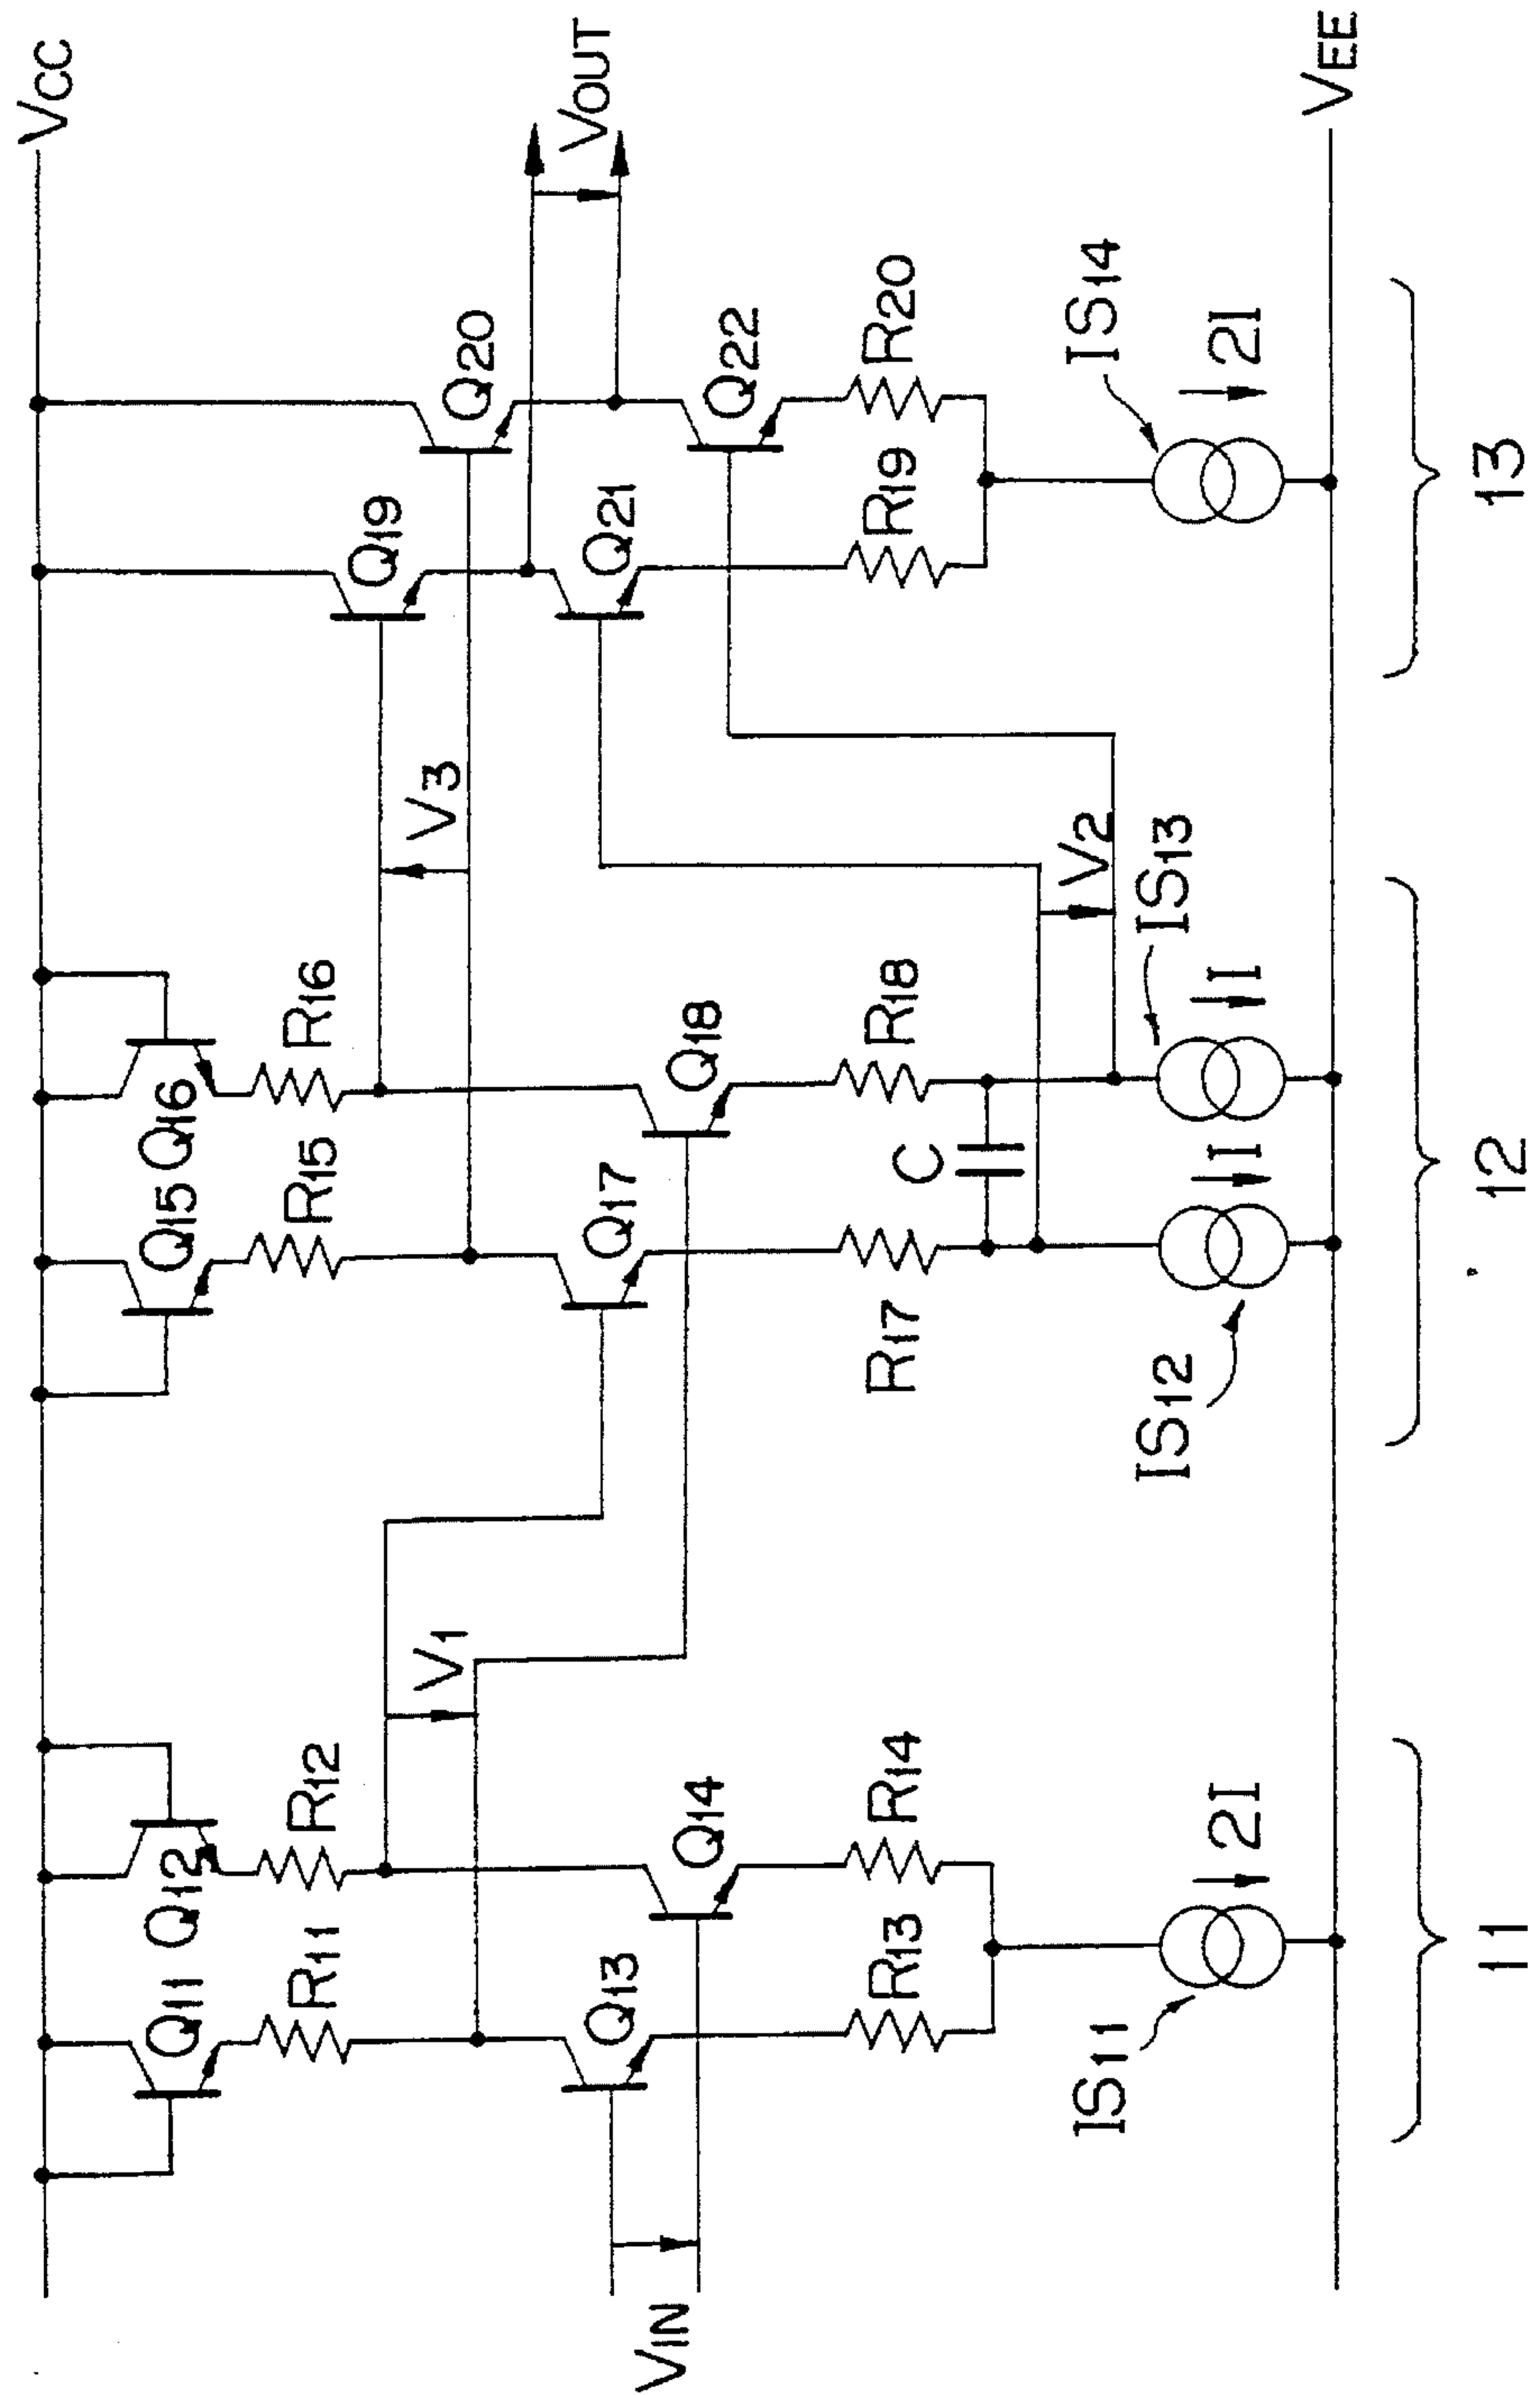 VCC
Q11
Q12
Q15
Q16
R11
R12
R15
R16
Q19
Q20
V1
V3
VOUT
VIN
Q13
Q14
Q17
Q18
Q21
Q22
R13
R14
R17
R18
R19
R20
C
V2
IS11
2I
IS12
I
IS13
I
IS14
2I
VEE
11
12
13